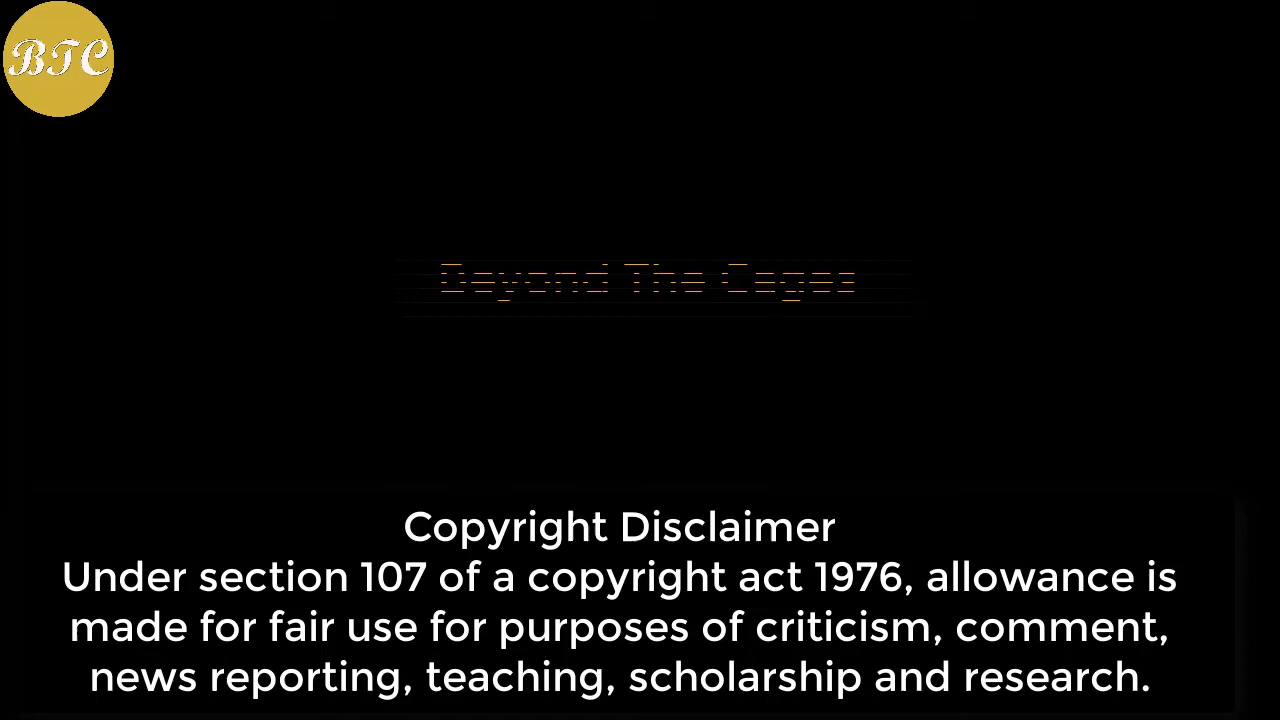 BTC
Beyond The Cages
Copyright Disclaimer
Under section 107 of a copyright act 1976, allowance is
made for fair use for purposes of criticism, comment,
news reporting, teaching, scholarship and research.